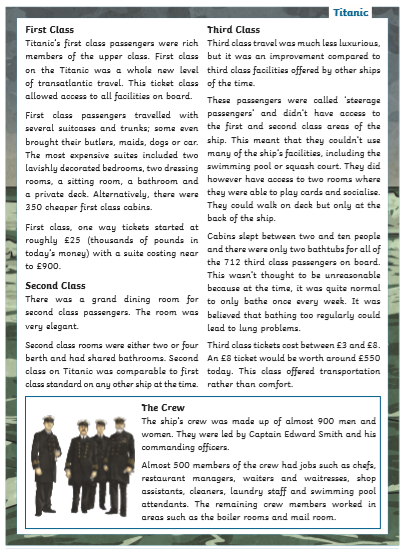 Titanic
First Class
Titanic's first class passengers were rich
members of the upper class. First class
on the Titanic was a whole new level
of transatlantic travel. This ticket class
allowed access to all facilities on board.
First class passengers travelled with
several suitcases and trunks; some even
brought their butlers, maids, dogs or car.
The most expensive suites included two
lavishly decorated bedrooms, two dressing
rooms, a sitting room, a bathroom and
a private deck. Alternatively, there were
350 cheaper first class cabins.
First class, one way tickets started at
roughly £25 (thousands of pounds in
today's money) with a suite costing near
to £900.
Second Class
There was a grand dining room for
second class passengers. The room was
very elegant.
Second class rooms were either two or four
berth and had shared bathrooms. Second
class on Titanic was comparable to first
class standard on any other ship at the time.
Third Class
Third class travel was much less luxurious,
but it was an improvement compared to
third class facilities offered by other ships
of the time.
These passengers were called 'steerage
passengers' and didn't have access to
the first and second class areas of the
ship. This meant that they couldn't use
many of the ship's facilities, including the
swimming pool or squash court. They did
however have access to two rooms where
they were able to play cards and socialise.
They could walk on deck but only at the
back of the ship.
Cabins slept between two and ten people
and there were only two bathtubs for all of
the 712 third class passengers on board.
This wasn't thought to be unreasonable
because at the time, it was quite normal
to only bathe once every week. It was
believed that bathing too regularly could
lead to lung problems.
Third class tickets cost between £3 and £8.
An £8 ticket would be worth around £550
today. This class offered transportation
rather than comfort.
The Crew
The ship's crew was made up of almost 900 men and
women. They were led by Captain Edward Smith and his
commanding officers.
Almost 500 members of the crew had jobs such as chefs,
restaurant managers, waiters and waitresses, shop
assistants, cleaners, laundry staff and swimming pool
attendants. The remaining crew members worked in
areas such as the boiler rooms and mail room.